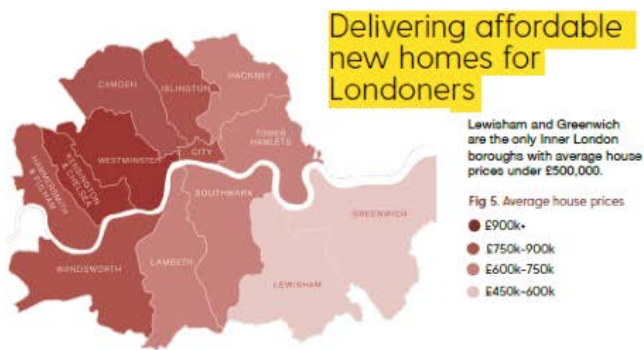 Delivering affordable
new homes for
Londoners
Lewisham and Greenwich
are the only Inner London
boroughs with average house
prices under £500,000.
Fig 5. Average house prices
£900k+
£750k-900k
£600k-750k
£450k-600k
CAMDEN
ISLINGTON
HACKNEY
WESTMINSTER
CITY
TOWER
HAMLETS
KENSINGTON
& CHELSEA
HAMMERSMITH
& FULHAM
SOUTHWARK
GREENWICH
WANDSWORTH
LAMBETH
LEWISHAM